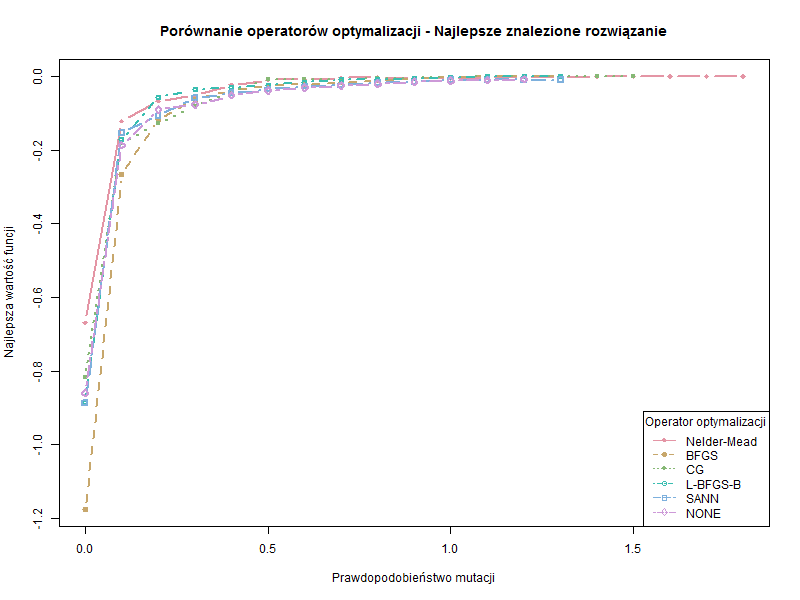 Porównanie operatorów optymalizacji - Najlepsze znalezione rozwiązanie
Najlepsza wartość funcji
0.0
-0.2
-0.4
-0.6
-0.8
-1.0
-1.2
Operator optymalizacji
Nelder-Mead
BFGS
CG
L-BFGS-B
SANN
NONE
0.0
0.5
1.0
1.5
Prawdopodobieństwo mutacji